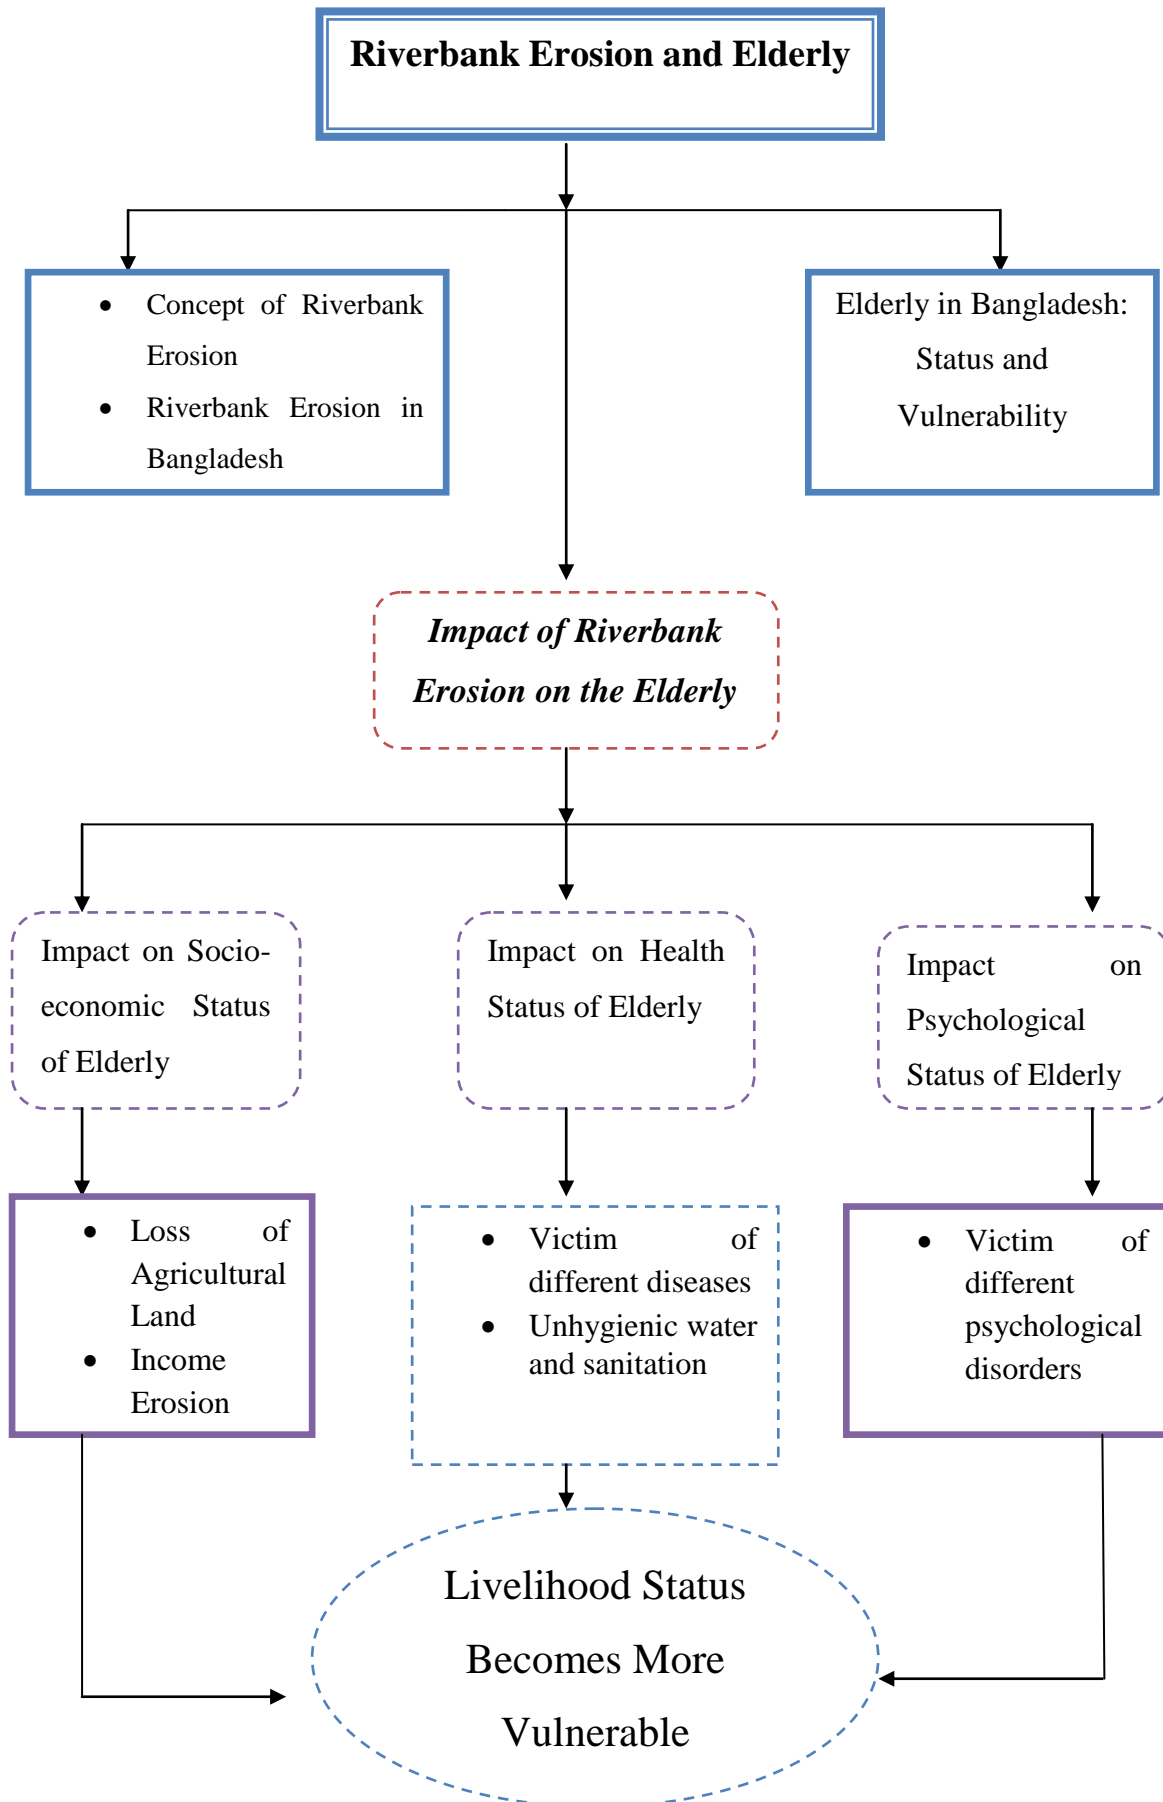 Riverbank Erosion and Elderly
• Concept of Riverbank
Erosion
• Riverbank Erosion in
Bangladesh
Elderly in Bangladesh:
Status and
Vulnerability
Impact of Riverbank
Erosion on the Elderly
Impact on Socio-
economic Status
of Elderly
Impact on Health
Status of Elderly
Impact on
Psychological
Status of Elderly
• Loss of
Agricultural
Land
• Income
Erosion
• Victim of
different diseases
• Unhygienic water
and sanitation
• Victim of
different
psychological
disorders
Livelihood Status
Becomes More
Vulnerable